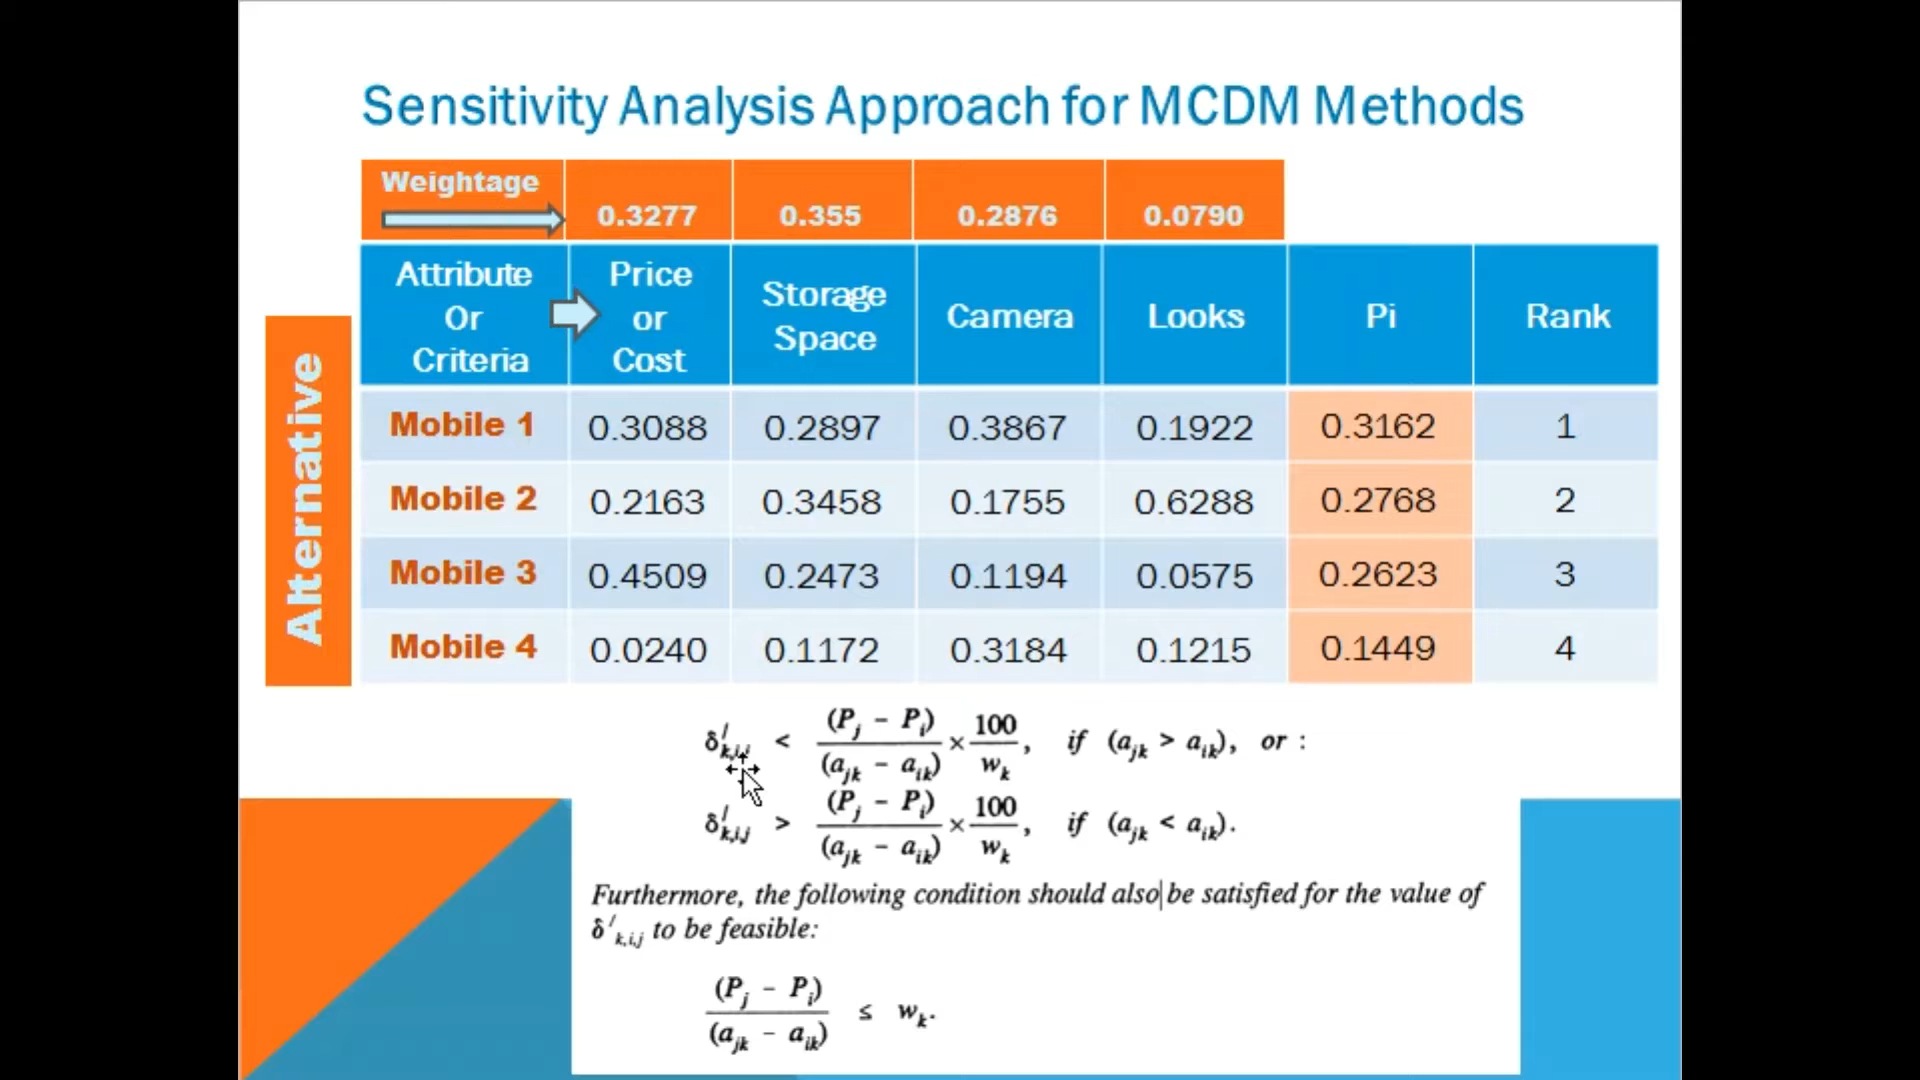 Sensitivity Analysis Approach for MCDM Methods
Weightage 0.3277 0.355 0.2876 0.0790
Attribute Or Criteria Price or Cost Storage Space Camera Looks Pi Rank
Alternative
Mobile 1 0.3088 0.2897 0.3867 0.1922 0.3162 1
Mobile 2 0.2163 0.3458 0.1755 0.6288 0.2768 2
Mobile 3 0.4509 0.2473 0.1194 0.0575 0.2623 3
Mobile 4 0.0240 0.1172 0.3184 0.1215 0.1449 4
δ′k,i,j < (Pj − Pi) / (ajk − aik) × 100 / wk, if (ajk > aik), or :
δ′k,i,j > (Pj − Pi) / (ajk − aik) × 100 / wk, if (ajk < aik).
Furthermore, the following condition should also be satisfied for the value of
δ′k,i,j to be feasible:
(Pj − Pi) / (ajk − aik) ≤ wk.